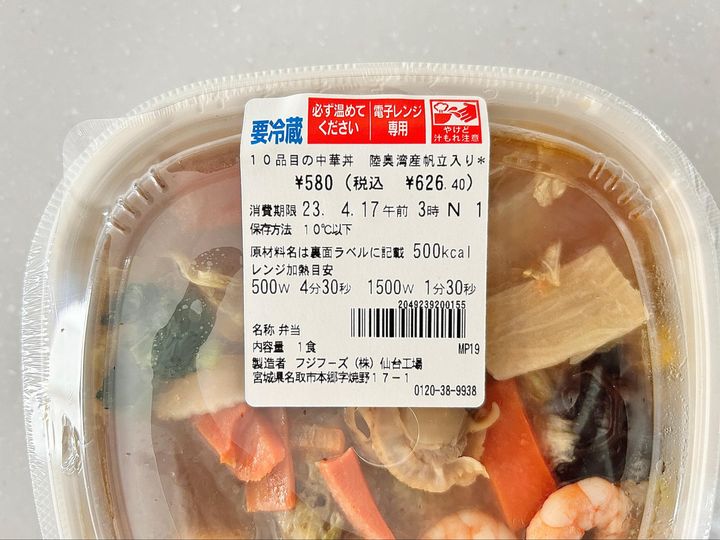 要冷蔵 必ず温めて 電子レンジ
ください 専用 やけど
汁もれ注意
10品目の中華丼 陸奥湾産帆立入り*
¥580 (税込 ¥626.40)
消費期限 23. 4.17午前 3時 N 1
保存方法 10℃以下
原材料名は裏面ラベルに記載 500kcal
レンジ加熱目安
500W 4分30秒 1500W 1分30秒
2049239200155
名称 弁当
内容量 1食 MP19
製造者 フジフーズ(株)仙台工場
宮城県名取市本郷字焼野17-1
0120-38-9938